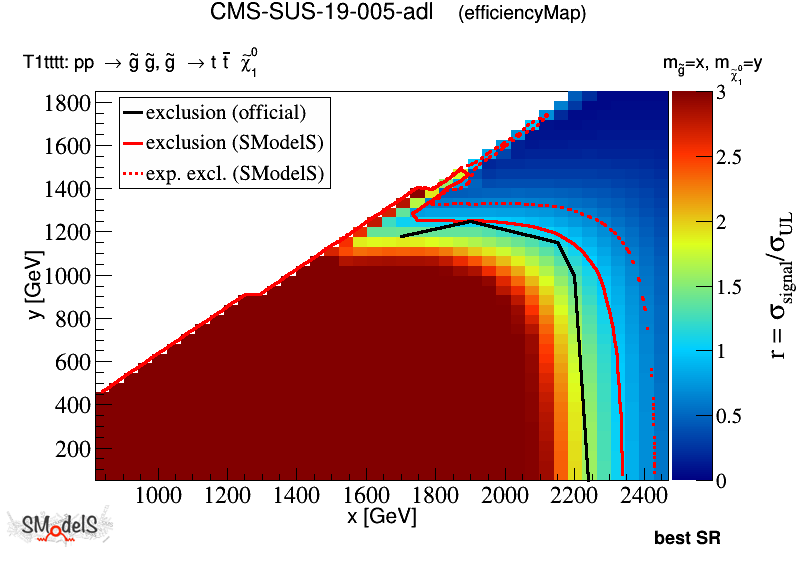 CMS-SUS-19-005-adl (efficiencyMap)
T1tttt: pp → g̃ g̃, g̃ → t t̄ χ̃₁⁰
m_g̃=x, m_χ̃₁⁰=y
exclusion (official)
exclusion (SModelS)
exp. excl. (SModelS)
1800
1600
1400
1200
1000
800
600
400
200
y [GeV]
1000 1200 1400 1600 1800 2000 2200 2400
x [GeV]
3
2.5
2
1.5
1
0.5
0
r = σ_signal/σ_UL
SModelS
best SR